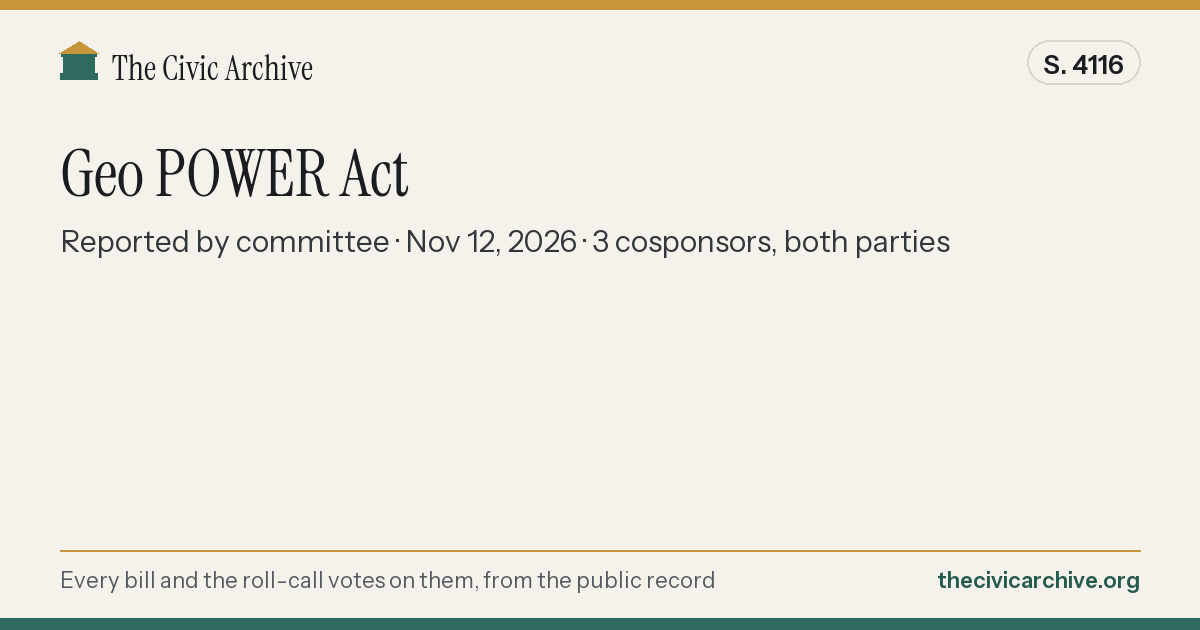 The Civic Archive
S. 4116
Geo POWER Act
Reported by committee · Nov 12, 2026 · 3 cosponsors, both parties
Every bill and the roll-call votes on them, from the public record
thecivicarchive.org